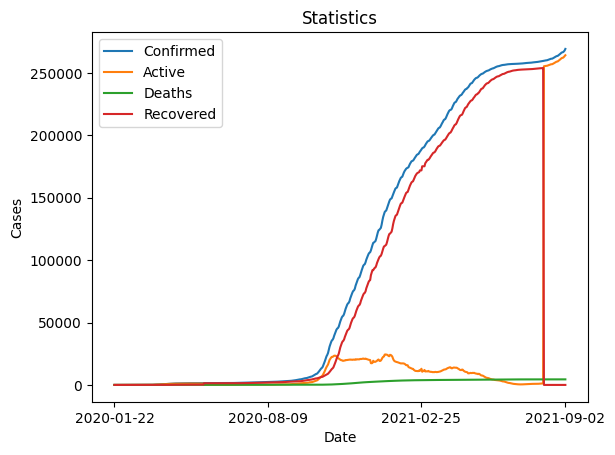 Statistics
Confirmed
Active
Deaths
Recovered
250000
200000
150000
100000
50000
0
Cases
2020-01-22 2020-08-09 2021-02-25 2021-09-02
Date